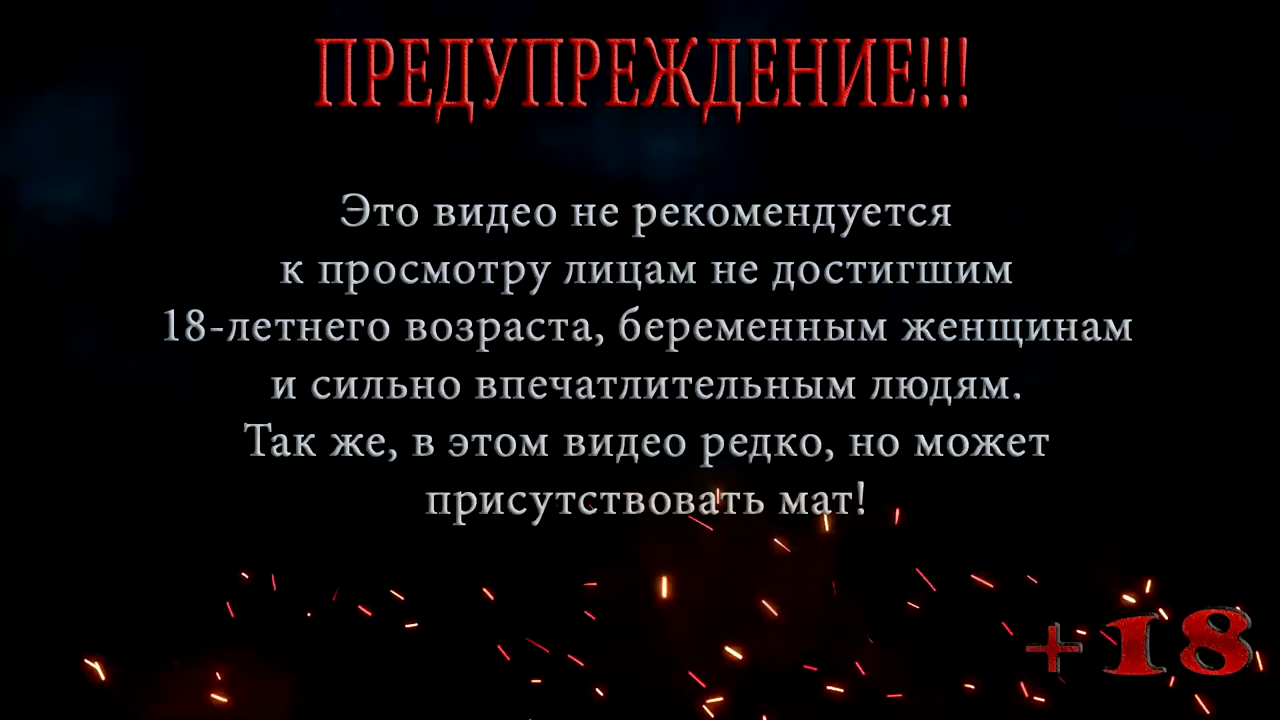 ПРЕДУПРЕЖДЕНИЕ!!!
Это видео не рекомендуется
к просмотру лицам не достигшим
18-летнего возраста, беременным женщинам
и сильно впечатлительным людям.
Так же, в этом видео редко, но может
присутствовать мат!
+18